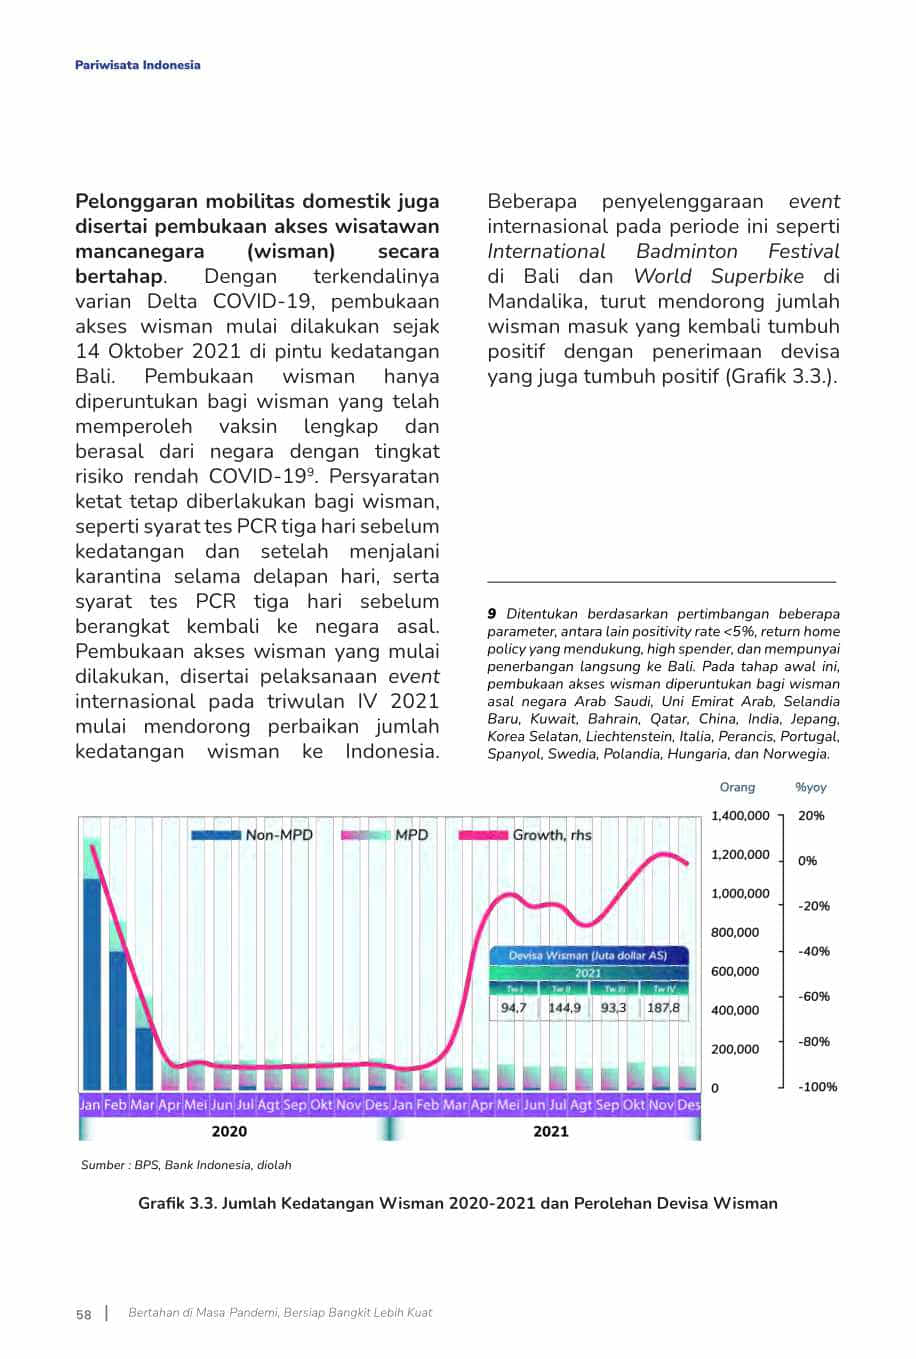 Pariwisata Indonesia
Pelonggaran mobilitas domestik juga
disertai pembukaan akses wisatawan
mancanegara (wisman) secara
bertahap. Dengan terkendalinya
varian Delta COVID-19, pembukaan
akses wisman mulai dilakukan sejak
14 Oktober 2021 di pintu kedatangan
Bali. Pembukaan wisman hanya
diperuntukan bagi wisman yang telah
memperoleh vaksin lengkap dan
berasal dari negara dengan tingkat
risiko rendah COVID-19⁹. Persyaratan
ketat tetap diberlakukan bagi wisman,
seperti syarat tes PCR tiga hari sebelum
kedatangan dan setelah menjalani
karantina selama delapan hari, serta
syarat tes PCR tiga hari sebelum
berangkat kembali ke negara asal.
Pembukaan akses wisman yang mulai
dilakukan, disertai pelaksanaan event
internasional pada triwulan IV 2021
mulai mendorong perbaikan jumlah
kedatangan wisman ke Indonesia.
Beberapa penyelenggaraan event
internasional pada periode ini seperti
International Badminton Festival
di Bali dan World Superbike di
Mandalika, turut mendorong jumlah
wisman masuk yang kembali tumbuh
positif dengan penerimaan devisa
yang juga tumbuh positif (Grafik 3.3.).
9 Ditentukan berdasarkan pertimbangan beberapa
parameter, antara lain positivity rate <5%, return home
policy yang mendukung, high spender, dan mempunyai
penerbangan langsung ke Bali. Pada tahap awal ini,
pembukaan akses wisman diperuntukan bagi wisman
asal negara Arab Saudi, Uni Emirat Arab, Selandia
Baru, Kuwait, Bahrain, Qatar, China, India, Jepang,
Korea Selatan, Liechtenstein, Italia, Perancis, Portugal,
Spanyol, Swedia, Polandia, Hungaria, dan Norwegia.
Orang %yoy
Non-MPD MPD Growth, rhs
1,400,000 20%
1,200,000 0%
1,000,000 -20%
800,000 -40%
600,000 -60%
400,000 -80%
200,000 -100%
0
Devisa Wisman (Juta dollar AS)
2021
Tw I Tw II Tw III Tw IV
94,7 144,9 93,3 187,8
Jan Feb Mar Apr Mei Jun Jul Agt Sep Okt Nov Des Jan Feb Mar Apr Mei Jun Jul Agt Sep Okt Nov Des
2020 2021
Sumber : BPS, Bank Indonesia, diolah
Grafik 3.3. Jumlah Kedatangan Wisman 2020-2021 dan Perolehan Devisa Wisman
58 | Bertahan di Masa Pandemi, Bersiap Bangkit Lebih Kuat